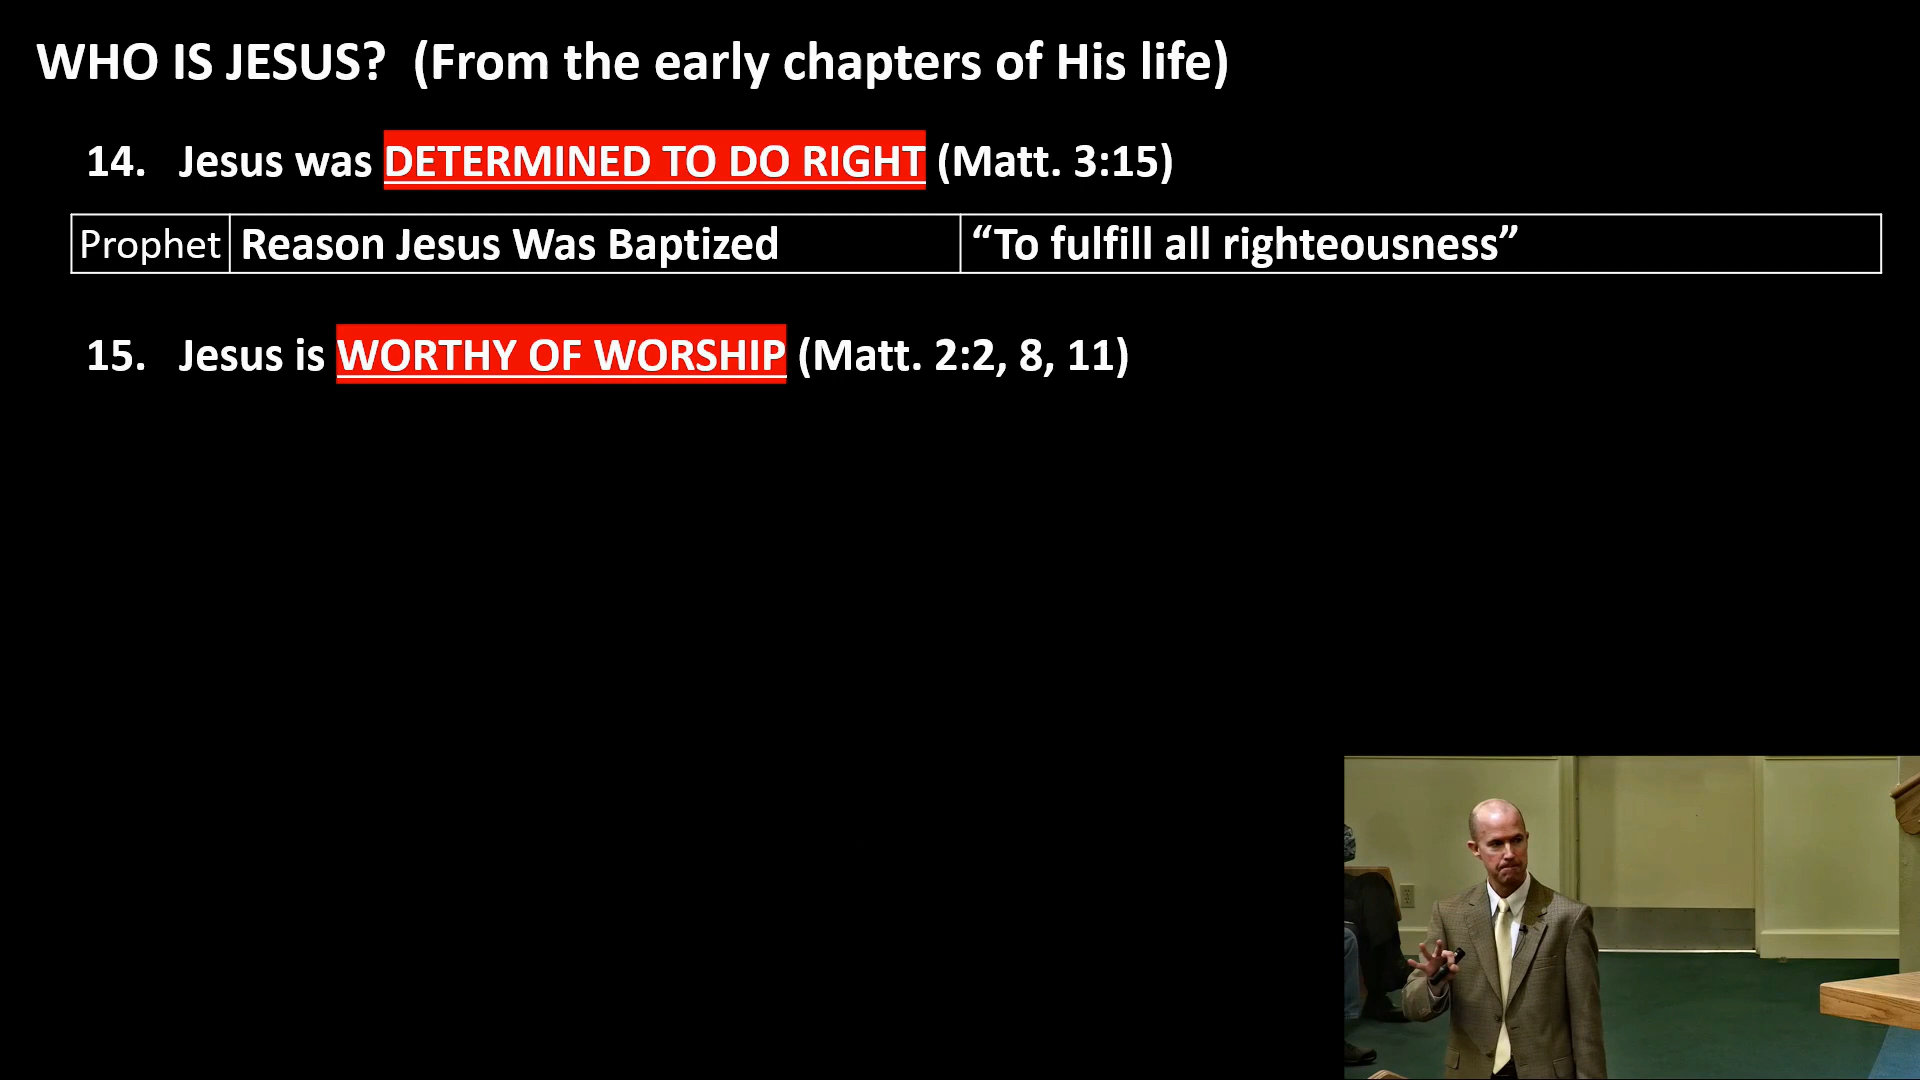 WHO IS JESUS? (From the early chapters of His life)
14. Jesus was DETERMINED TO DO RIGHT (Matt. 3:15)
Prophet Reason Jesus Was Baptized “To fulfill all righteousness”
15. Jesus is WORTHY OF WORSHIP (Matt. 2:2, 8, 11)